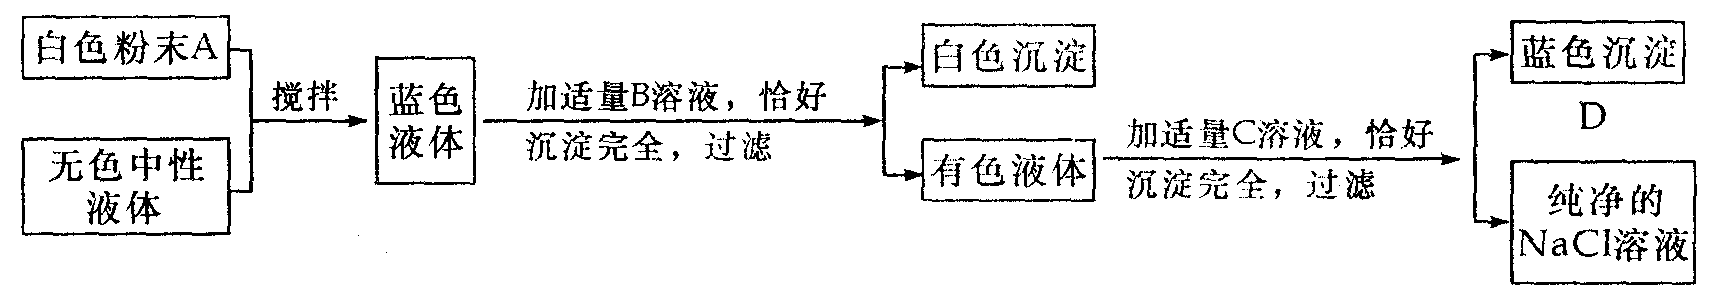 白色粉末A
无色中性
液体
搅拌
蓝色
液体
加适量B溶液，恰好
沉淀完全，过滤
白色沉淀
有色液体
加适量C溶液，恰好
沉淀完全，过滤
蓝色沉淀
D
纯净的
NaCl溶液